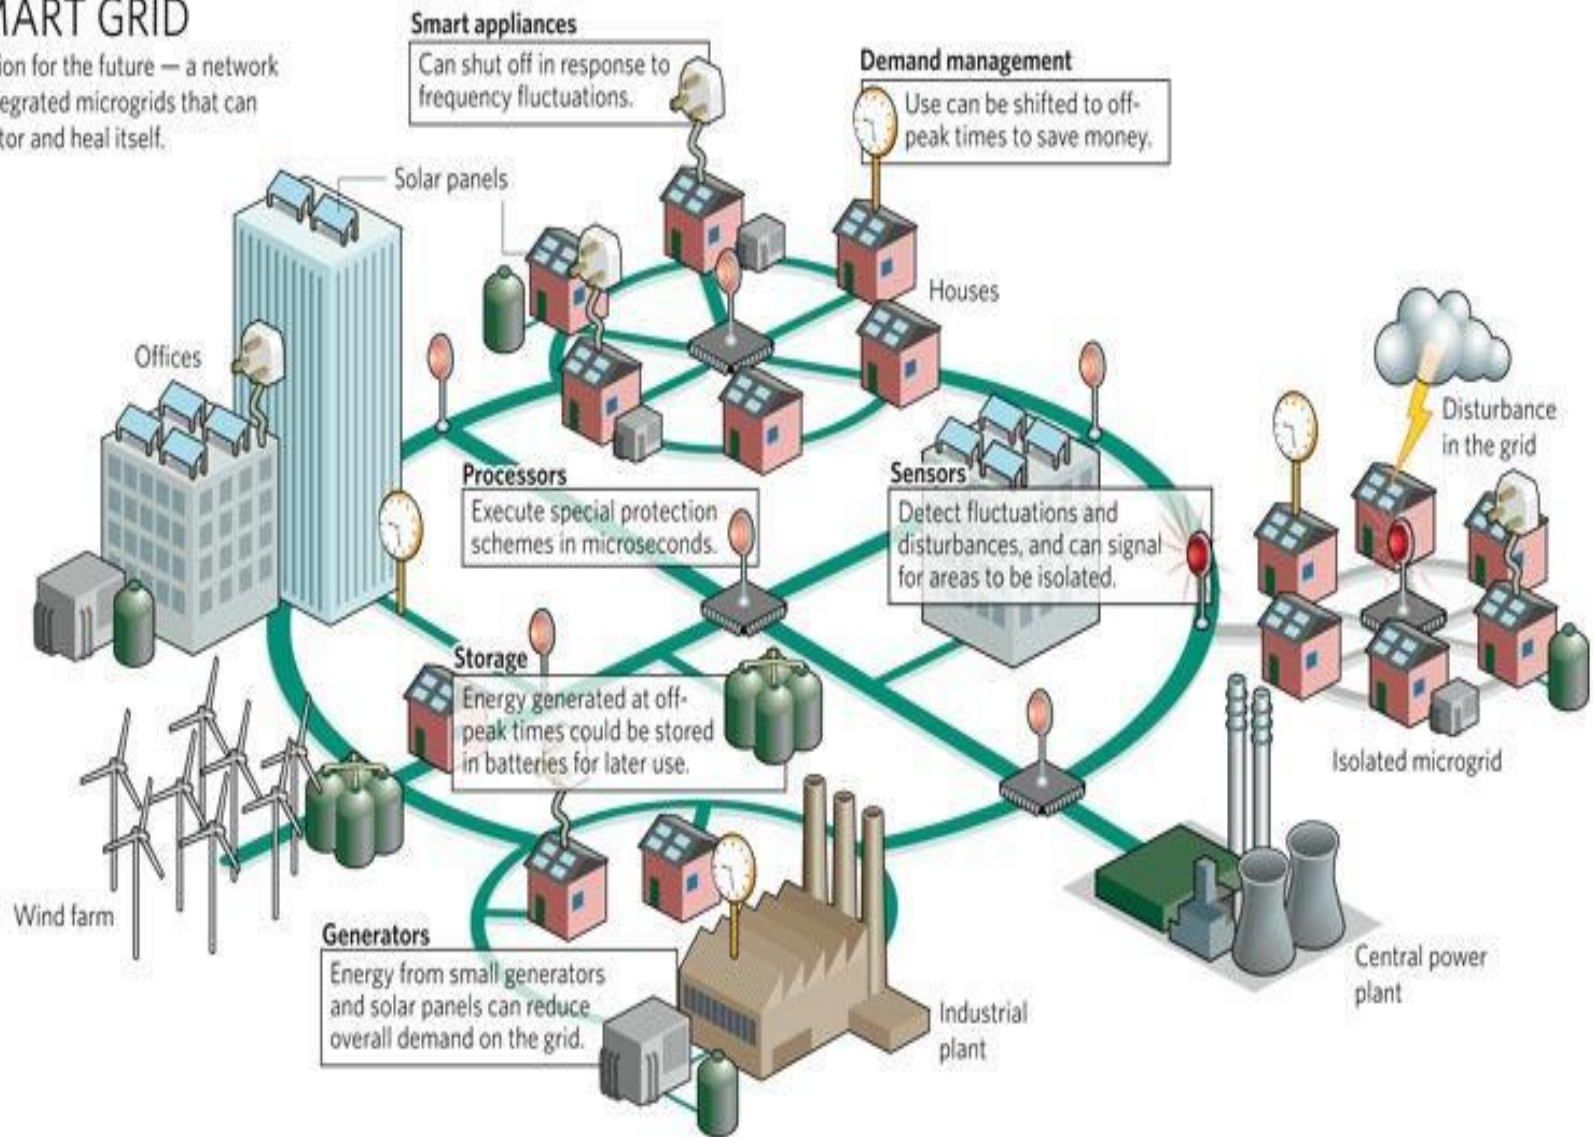 MART GRID
ion for the future — a network
egrated microgrids that can
tor and heal itself.
Smart appliances
Can shut off in response to
frequency fluctuations.
Demand management
Use can be shifted to off-
peak times to save money.
Solar panels
Houses
Offices
Disturbance
in the grid
Processors
Execute special protection
schemes in microseconds.
Sensors
Detect fluctuations and
disturbances, and can signal
for areas to be isolated.
Storage
Energy generated at off-
peak times could be stored
in batteries for later use.
Isolated microgrid
Wind farm
Generators
Energy from small generators
and solar panels can reduce
overall demand on the grid.
Industrial
plant
Central power
plant